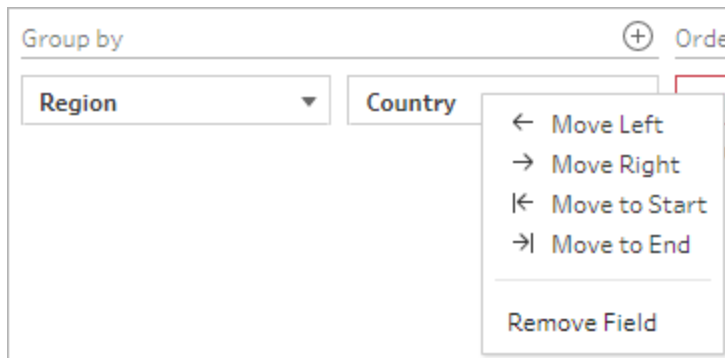 Group by
Orde
Region
Country
Move Left
Move Right
Move to Start
Move to End
Remove Field